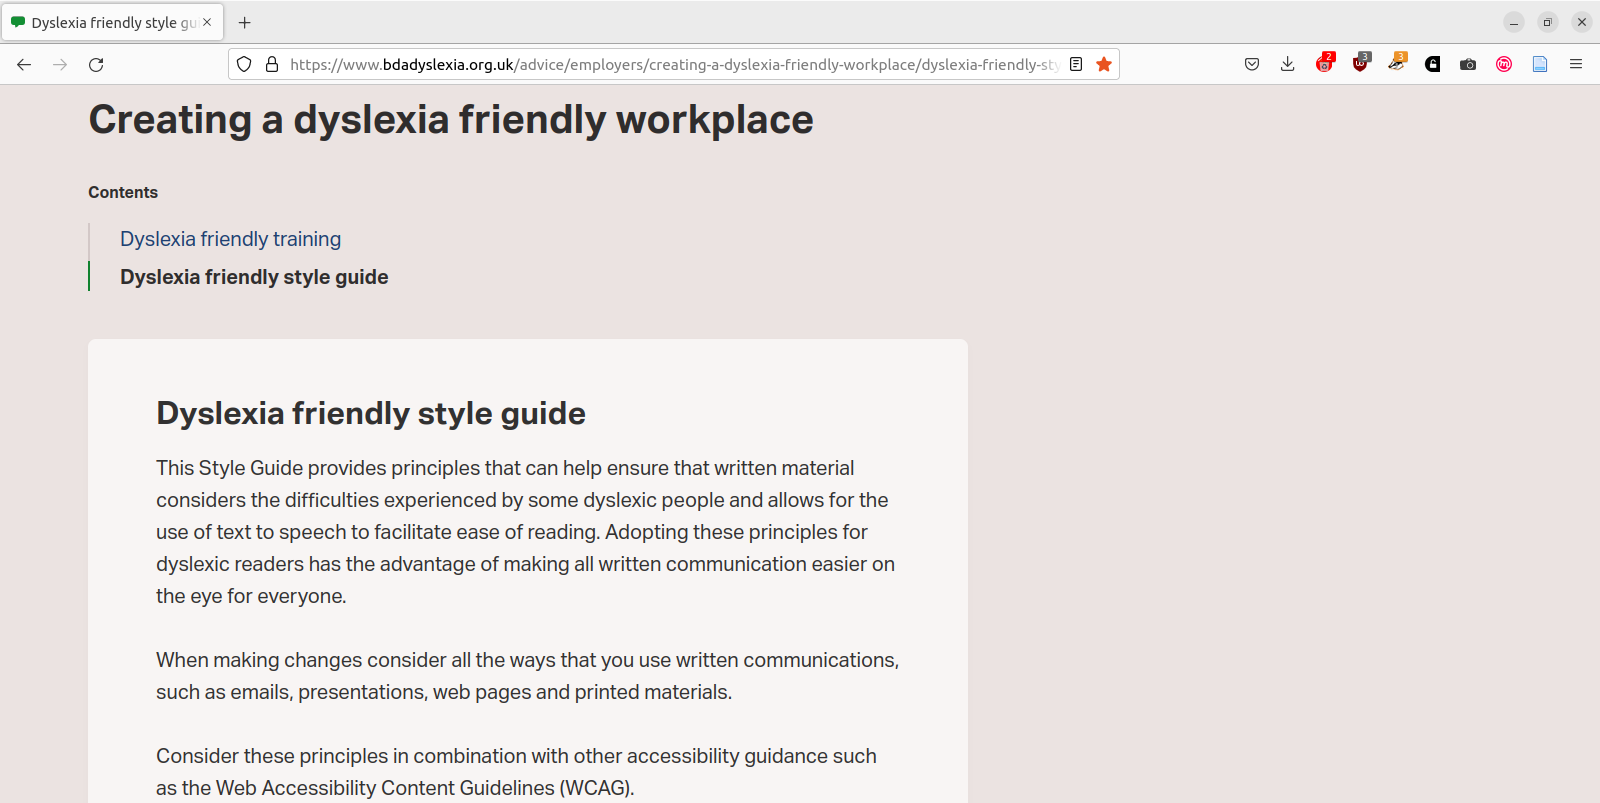 Dyslexia friendly style gu
https://www.bdadyslexia.org.uk/advice/employers/creating-a-dyslexia-friendly-workplace/dyslexia-friendly-sty
2
3
3
Creating a dyslexia friendly workplace
Contents
Dyslexia friendly training
Dyslexia friendly style guide
Dyslexia friendly style guide
This Style Guide provides principles that can help ensure that written material
considers the difficulties experienced by some dyslexic people and allows for the
use of text to speech to facilitate ease of reading. Adopting these principles for
dyslexic readers has the advantage of making all written communication easier on
the eye for everyone.
When making changes consider all the ways that you use written communications,
such as emails, presentations, web pages and printed materials.
Consider these principles in combination with other accessibility guidance such
as the Web Accessibility Content Guidelines (WCAG).